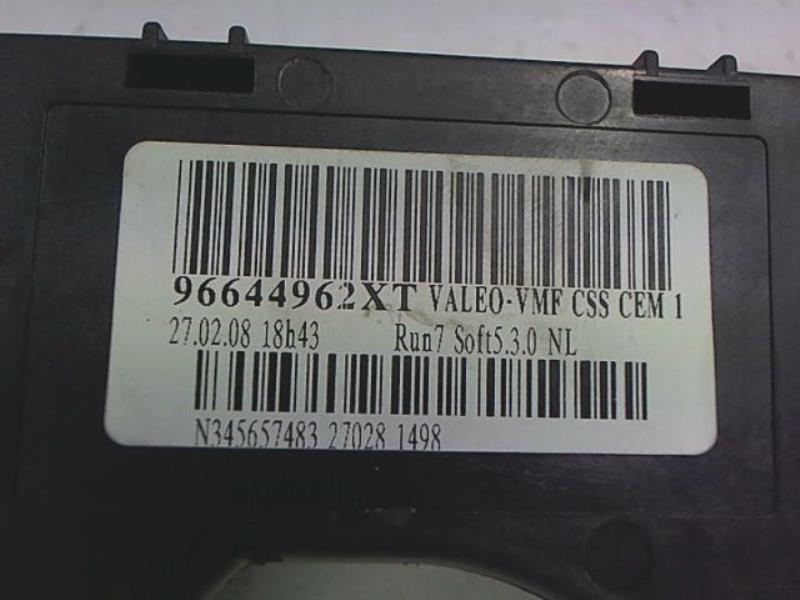 96644962XT VALEO-VMF CSS CEM 1
27.02.08 18h43 Run7 Soft5.3.0 NL
N345657483 27028 1498